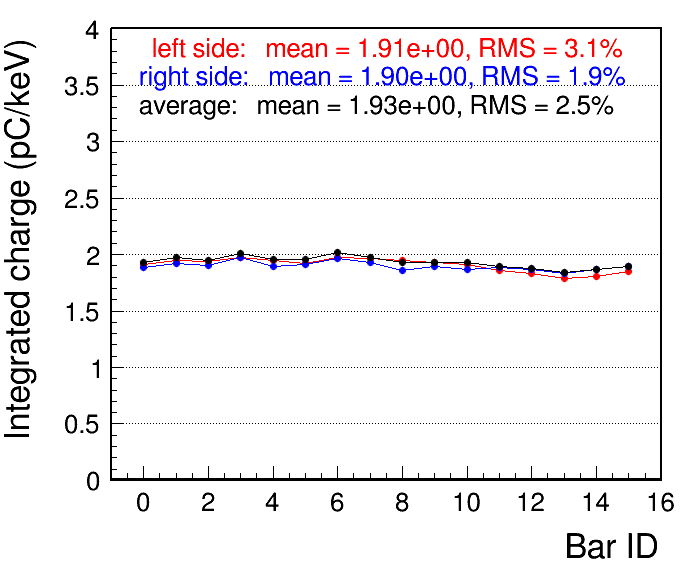 4
left side: mean = 1.91e+00, RMS = 3.1%
3.5
right side: mean = 1.90e+00, RMS = 1.9%
average: mean = 1.93e+00, RMS = 2.5%
3
2.5
2
1.5
1
0.5
0
Integrated charge (pC/keV)
0 2 4 6 8 10 12 14 16
Bar ID